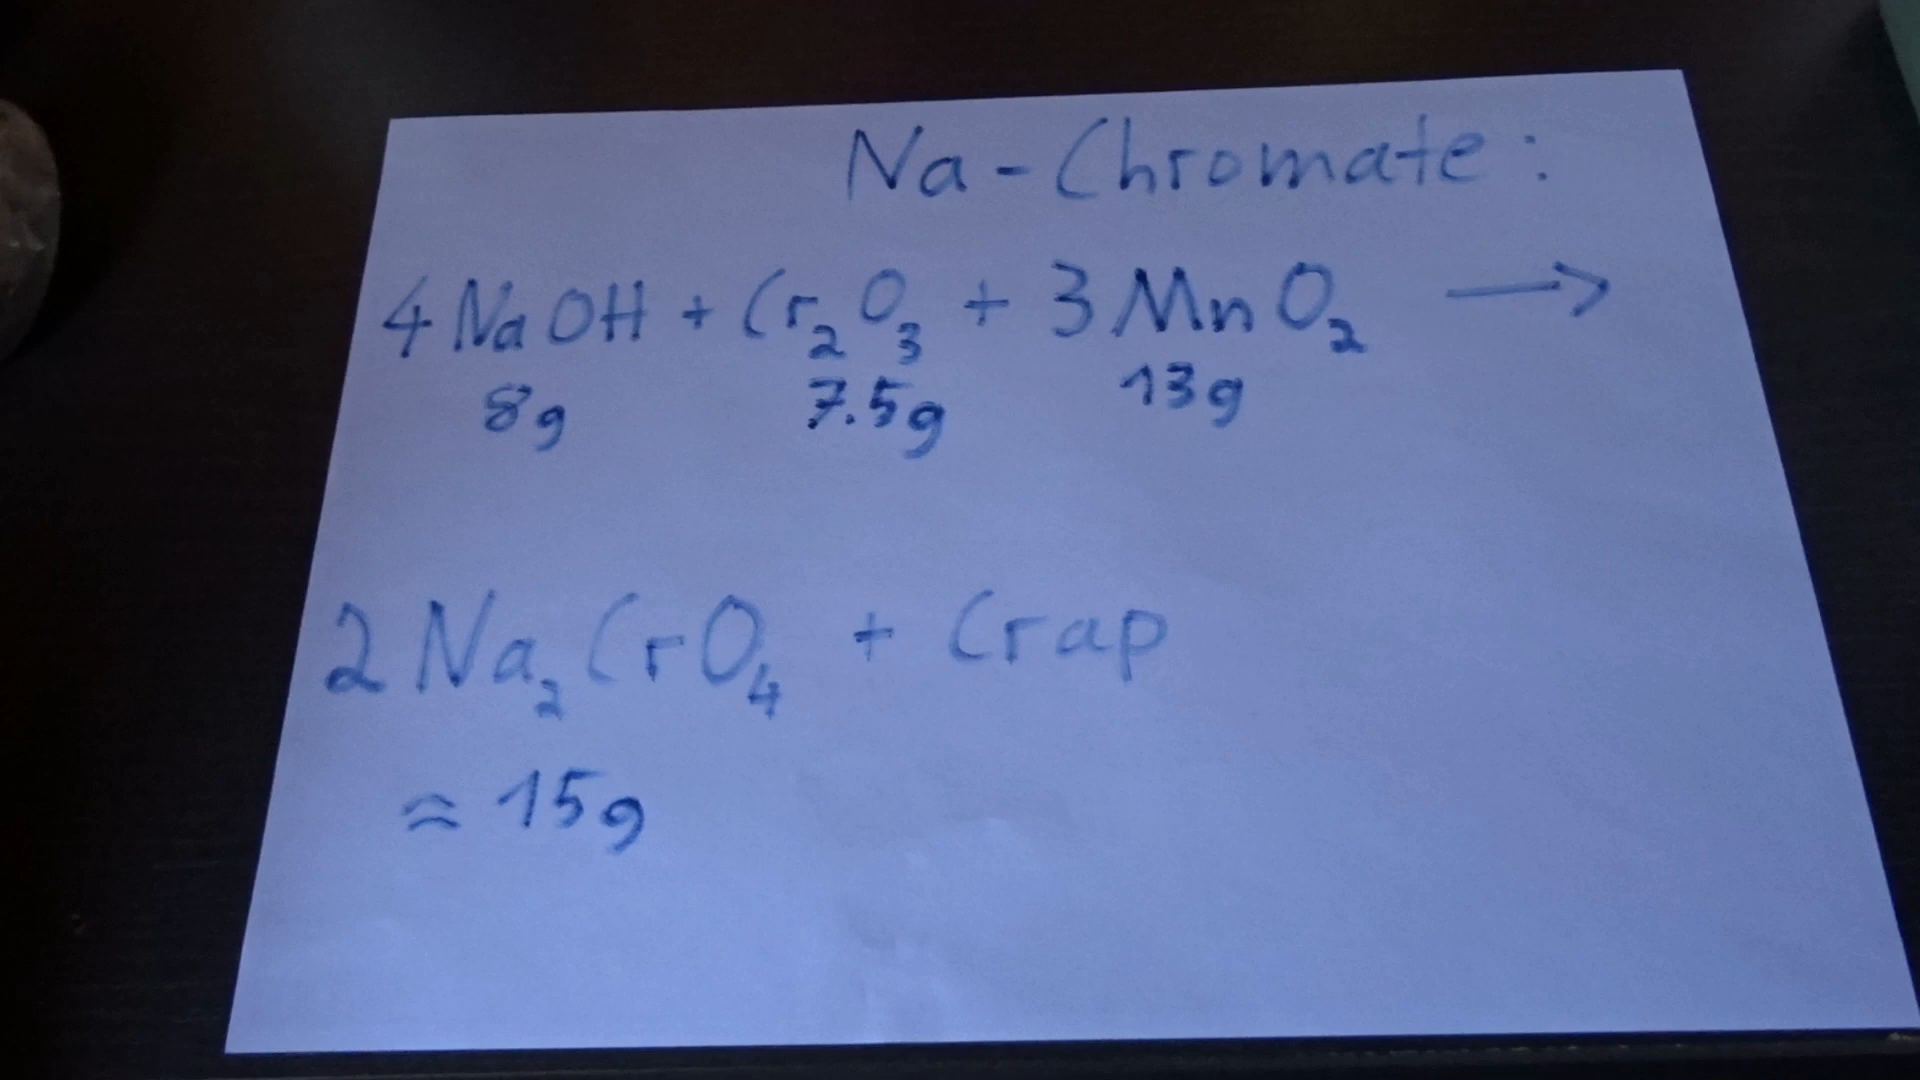 Na-Chromate:
4 NaOH + Cr₂O₃ + 3 MnO₂ →
8g 7.5g 13g
2 Na₂CrO₄ + Crap
≈ 15g